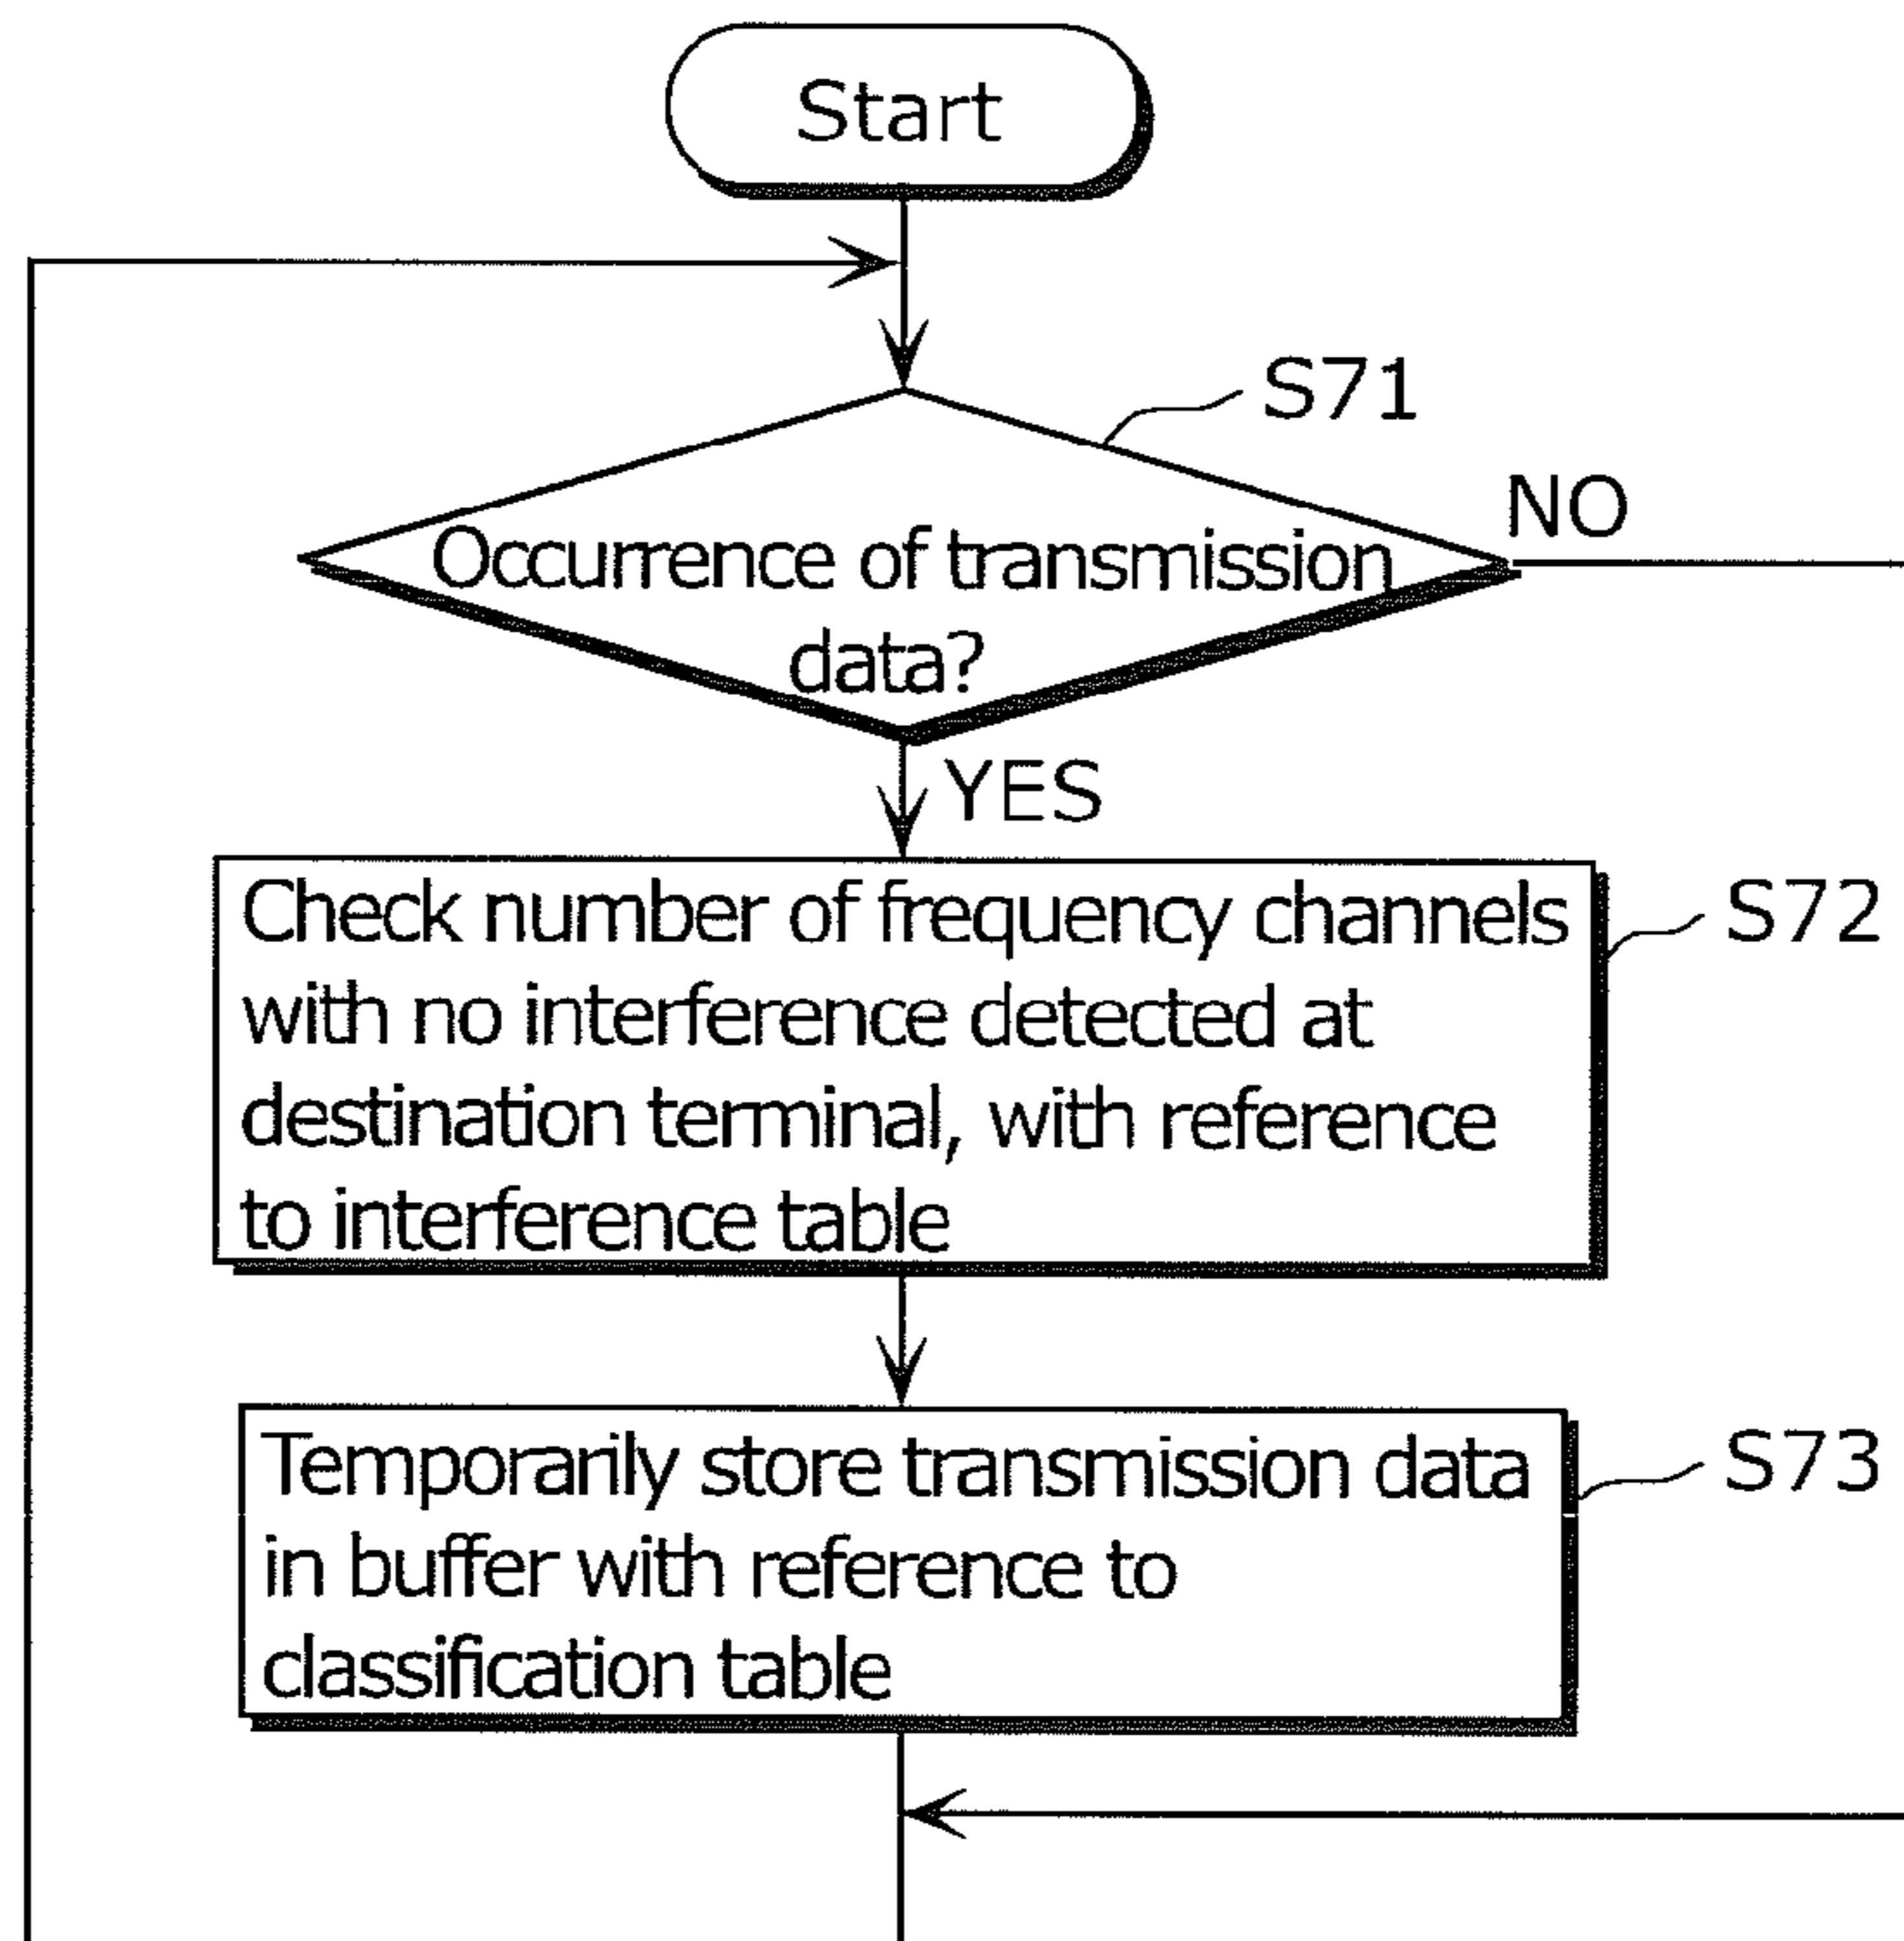 Start
S71
NO
Occurrence of transmission
data?
YES
Check number of frequency channels
with no interference detected at
destination terminal, with reference
to interference table
S72
Temporarily store transmission data
in buffer with reference to
classification table
S73